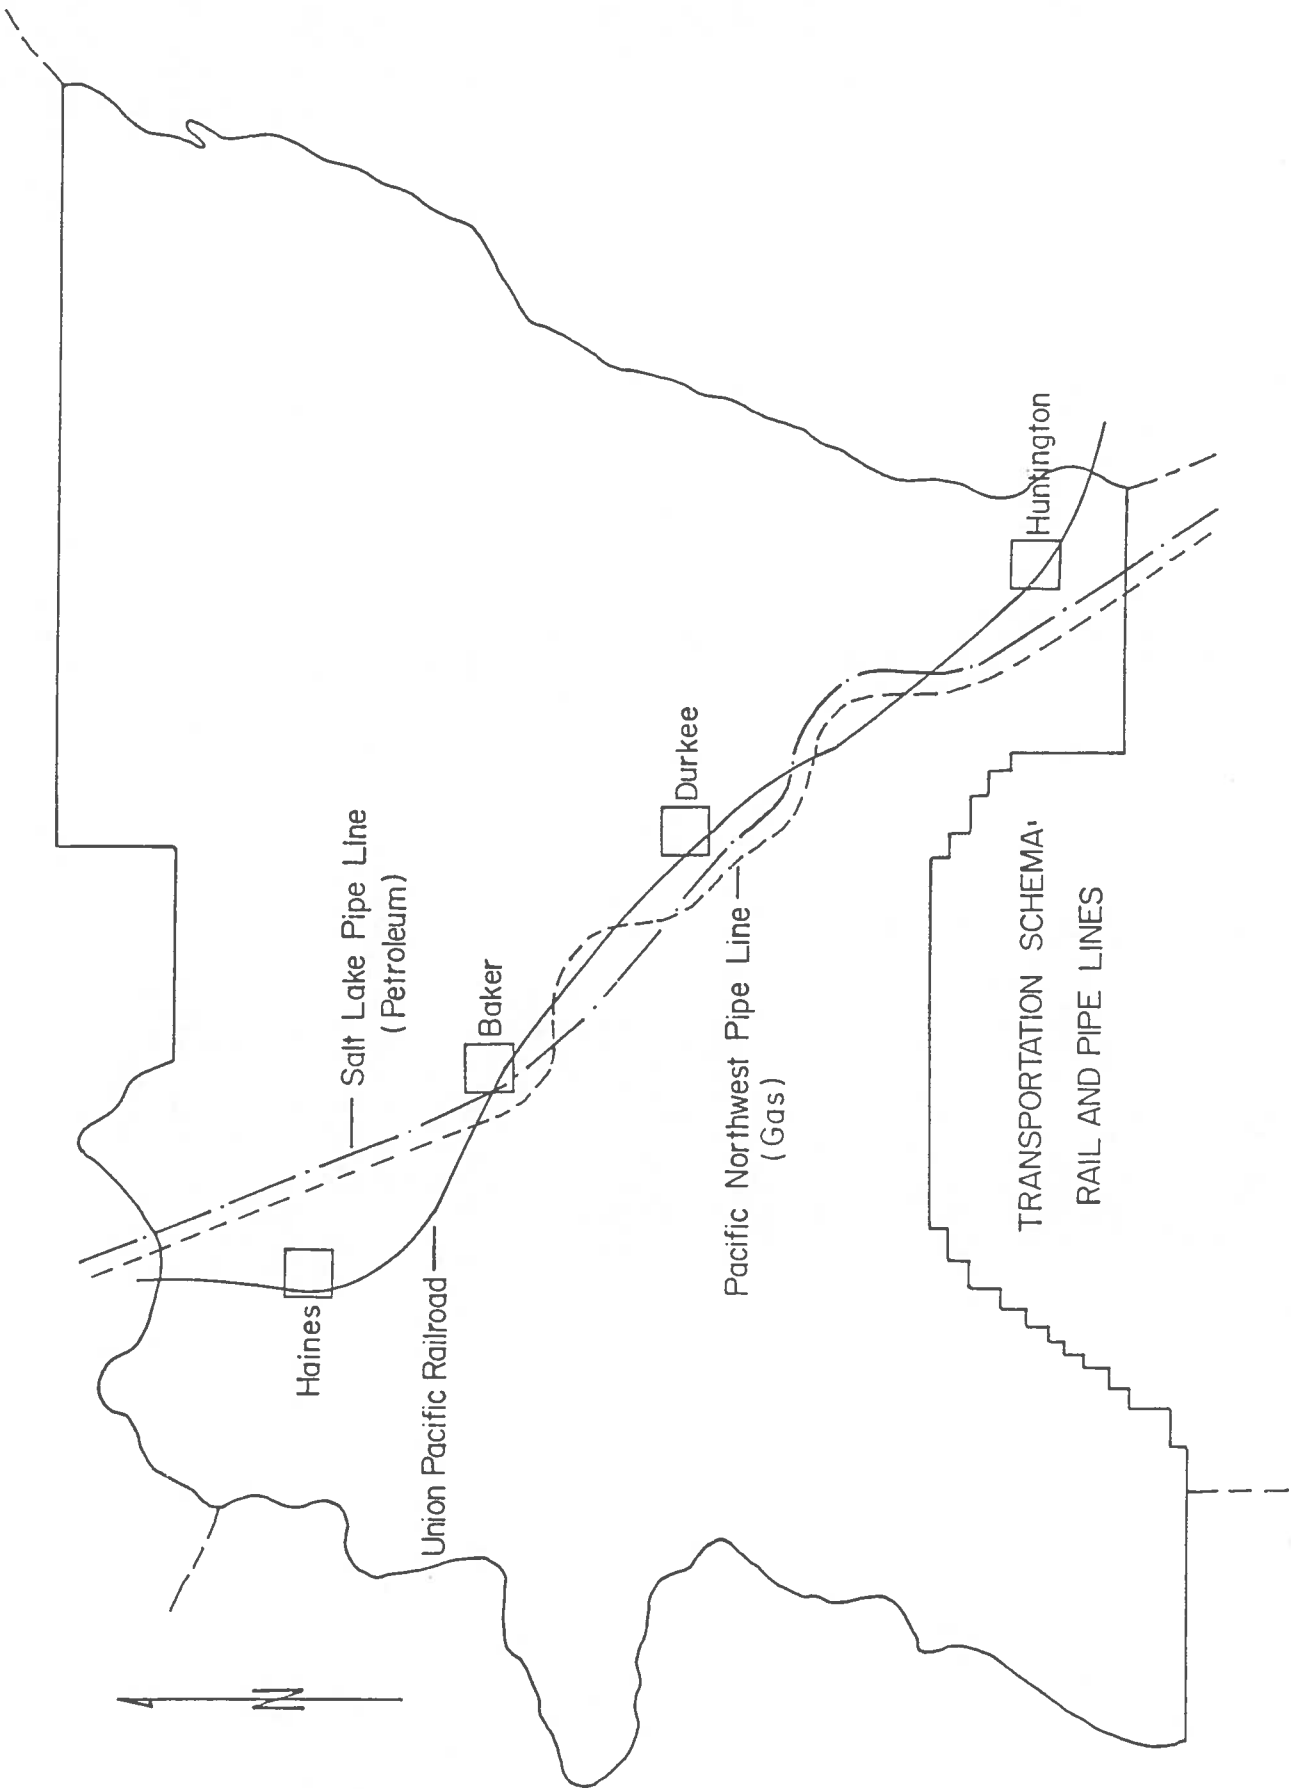 Salt Lake Pipe Line
(Petroleum)
Haines
Baker
Union Pacific Railroad
Durkee
Pacific Northwest Pipe Line
(Gas)
Huntington
TRANSPORTATION SCHEMA'
RAIL AND PIPE LINES
N